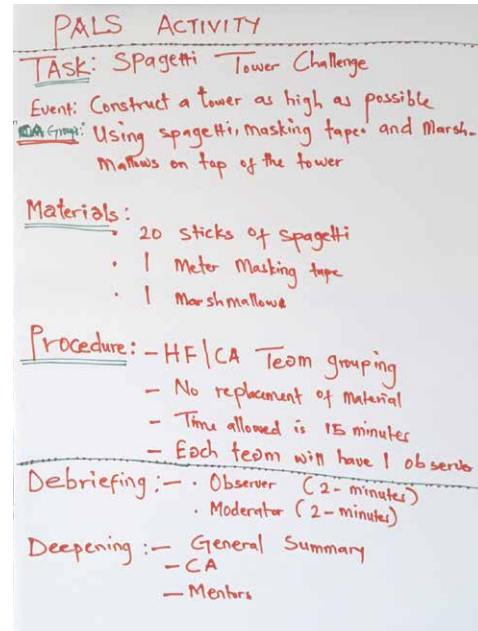 PALS ACTIVITY
TASK: Spagetti Tower Challenge
Event: Construct a tower as high as possible
Group: Using spagetti, masking tape and Marsh-
mallows on top of the tower
Materials:
· 20 sticks of spagetti
· 1 Meter Masking tape
· 1 Marshmallows
Procedure: - HF/CA Team grouping
- No replacement of Material
- Time allowed is 15 minutes
- Each team will have 1 observer
Debriefing:- · Observer (2-minutes)
· Moderator (2-minutes)
Deepening:- General Summary
- CA
- Mentors